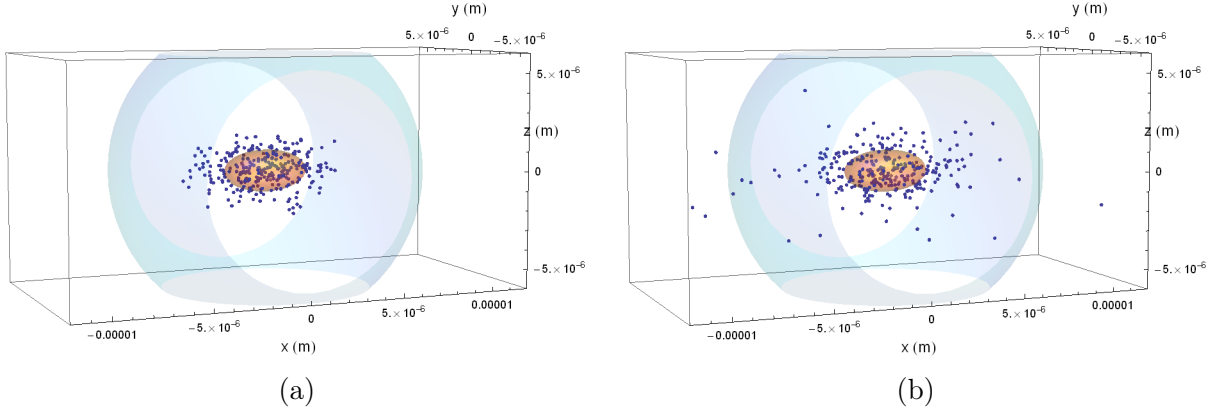 y (m)
5.×10⁻⁶ 0 −5.×10⁻⁶
5.×10⁻⁶
z (m)
0
−5.×10⁻⁶
−0.00001 −5.×10⁻⁶ 0 5.×10⁻⁶ 0.00001
x (m)
(a)
y (m)
5.×10⁻⁶ 0 −5.×10⁻⁶
5.×10⁻⁶
z (m)
0
−5.×10⁻⁶
−0.00001 −5.×10⁻⁶ 0 5.×10⁻⁶ 0.00001
x (m)
(b)